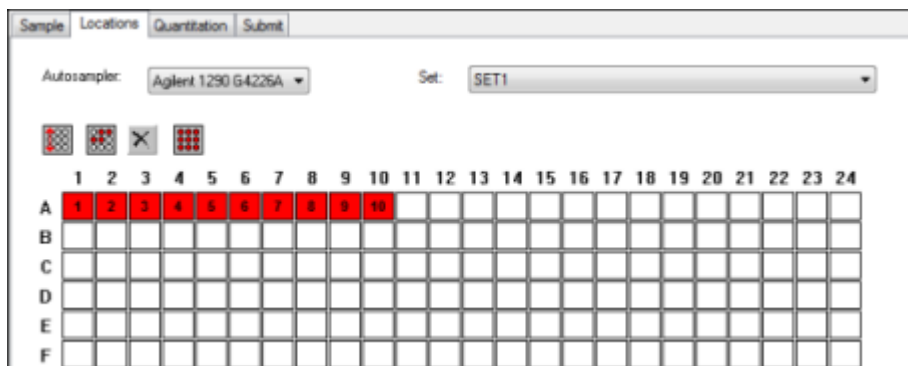 Sample Locations Quantitation Submit
Autosampler: Agilent 1290 G4226A Set: SET1
1 2 3 4 5 6 7 8 9 10 11 12 13 14 15 16 17 18 19 20 21 22 23 24
A 1 2 3 4 5 6 7 8 9 10
B
C
D
E
F